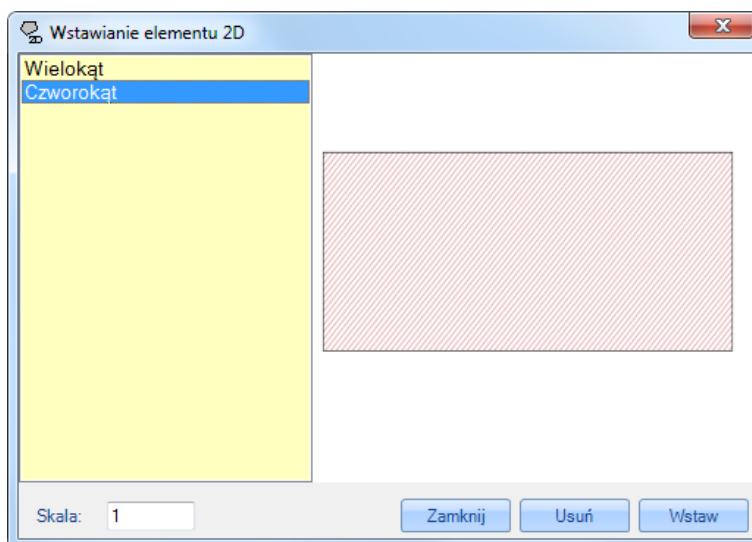 Wstawianie elementu 2D
Wielokąt
Czworokąt
Skala: 1 Zamknij Usuń Wstaw